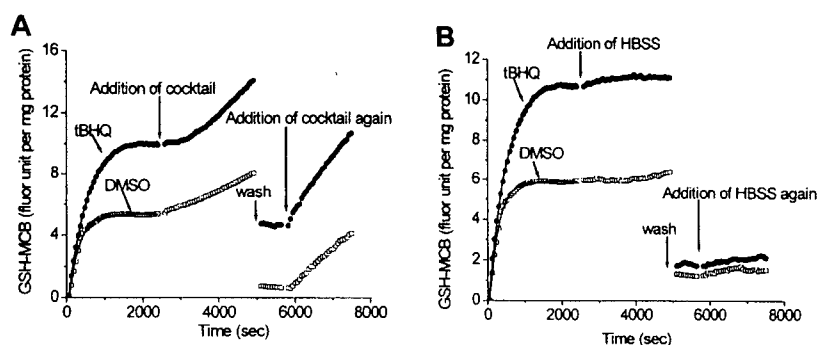 A
GSH-MCB (fluor unit per mg protein)
16
12
8
4
0
Addition of cocktail
tBHQ
DMSO
Addition of cocktail again
wash
0 2000 4000 6000 8000
Time (sec)
B
GSH-MCB (fluor unit per mg protein)
12
10
8
6
4
2
0
Addition of HBSS
tBHQ
DMSO
Addition of HBSS again
wash
0 2000 4000 6000 8000
Time (sec)